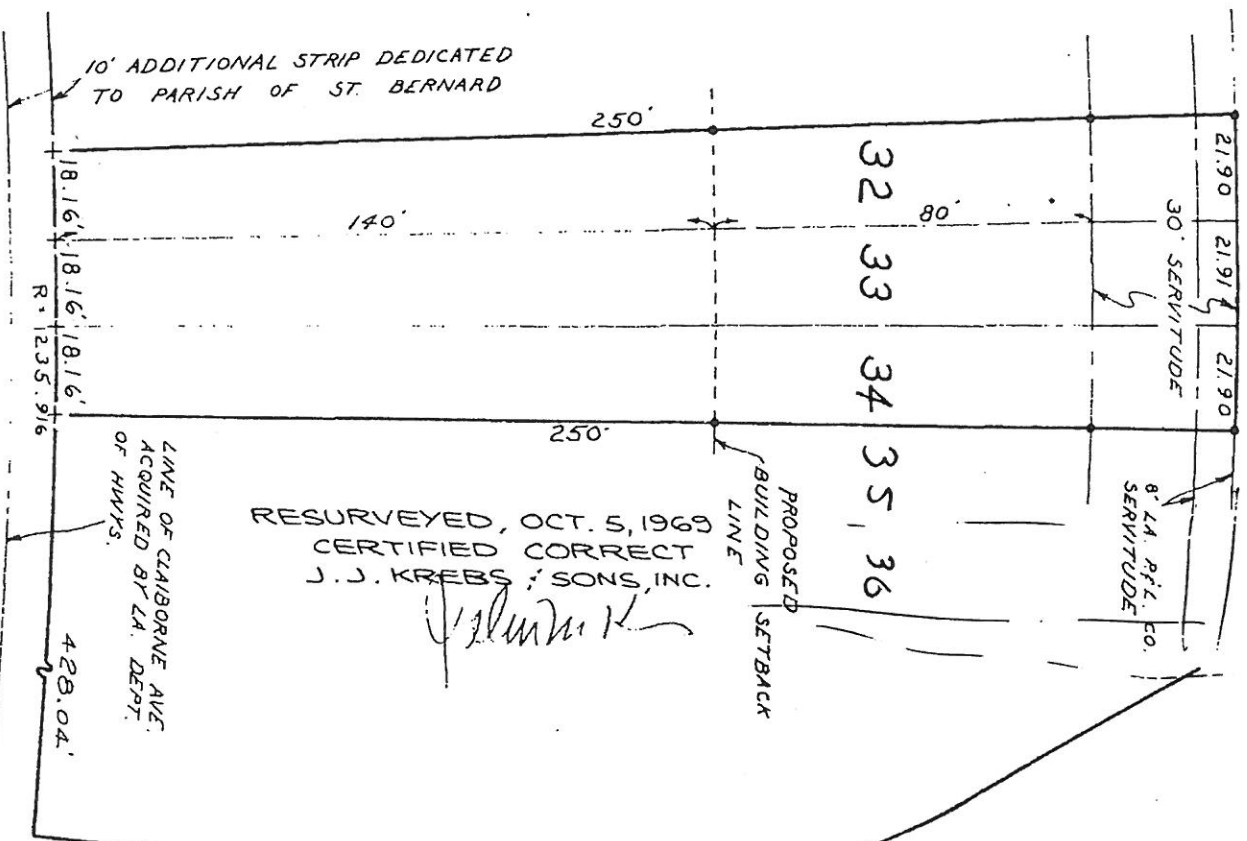 10' ADDITIONAL STRIP DEDICATED
TO PARISH OF ST. BERNARD
250'
21.90
21.91
21.90
30' SERVITUDE
18.16'
18.16'
18.16'
140'
80'
32
33
34
35
36
R = 1235.916
250'
8' LA. P.&L. CO.
SERVITUDE
PROPOSED
BUILDING SETBACK
LINE
RESURVEYED, OCT. 5, 1969
CERTIFIED CORRECT
J. J. KREBS & SONS, INC.
LINE OF CLAIBORNE AVE.
ACQUIRED BY LA. DEPT.
OF HWYS.
428.04'